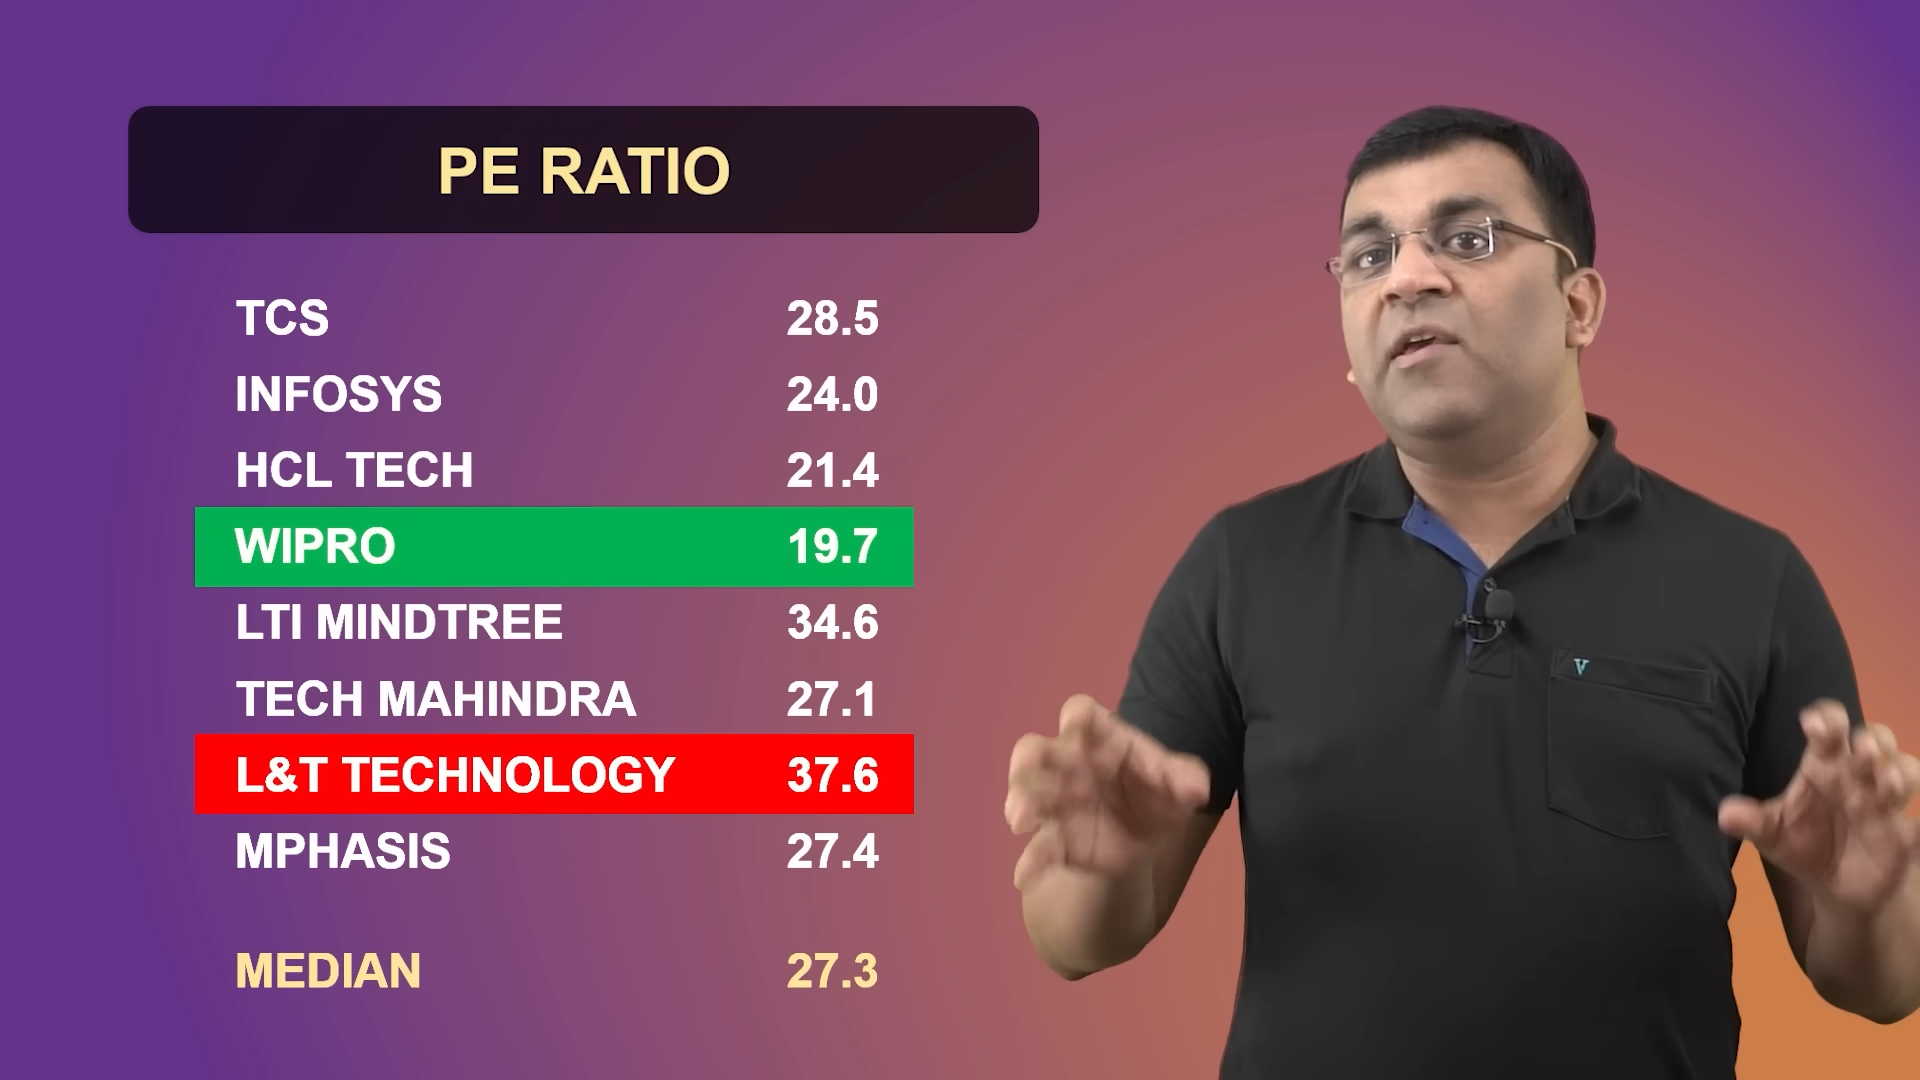 PE RATIO
TCS 28.5
INFOSYS 24.0
HCL TECH 21.4
WIPRO 19.7
LTI MINDTREE 34.6
TECH MAHINDRA 27.1
L&T TECHNOLOGY 37.6
MPHASIS 27.4
MEDIAN 27.3
V